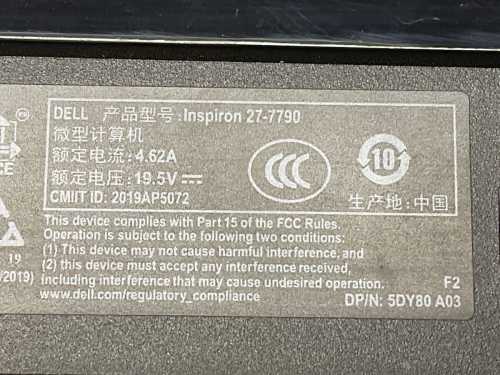 DELL 产品型号:Inspiron 27-7790
微型计算机
额定电流:4.62A
额定电压:19.5V
CMIIT ID: 2019AP5072
CCC
10
生产地:中国
This device complies with Part 15 of the FCC Rules.
Operation is subject to the following two conditions:
(1) This device may not cause harmful interference, and
(2) this device must accept any interference received,
including interference that may cause undesired operation.
www.dell.com/regulatory_compliance
F2
DP/N: 5DY80 A03
CE
19
/2019)